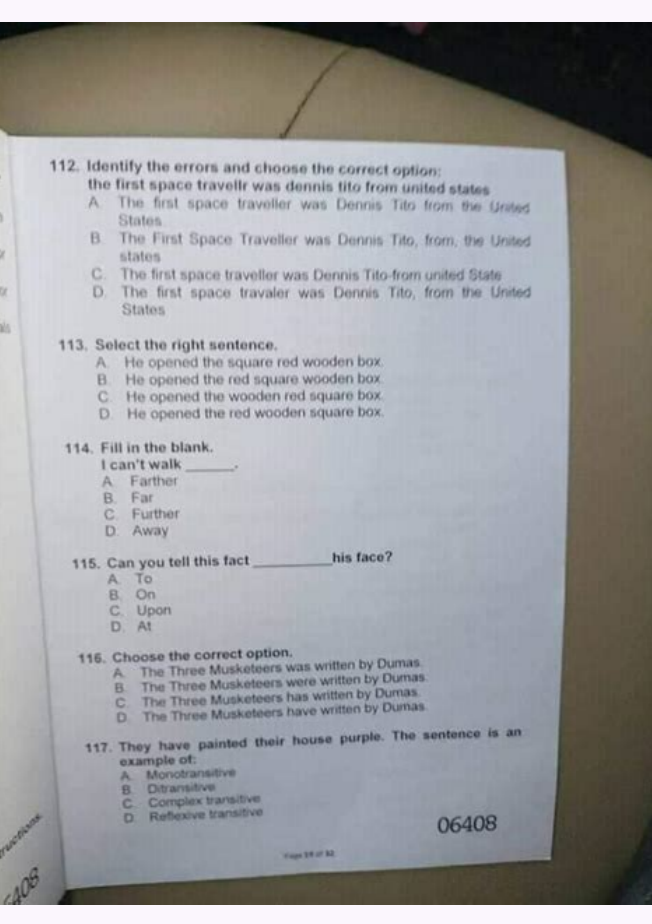 112. Identify the errors and choose the correct option:
the first space travellr was dennis tito from united states
A. The first space traveller was Dennis Tito from the United
States
B. The First Space Traveller was Dennis Tito, from, the United
states
C. The first space traveller was Dennis Tito-from united State
D. The first space travaler was Dennis Tito, from the United
States
113. Select the right sentence.
A. He opened the square red wooden box.
B. He opened the red square wooden box.
C. He opened the wooden red square box.
D. He opened the red wooden square box.
114. Fill in the blank.
I can't walk ______.
A. Farther
B. Far
C. Further
D. Away
115. Can you tell this fact _________ his face?
A. To
B. On
C. Upon
D. At
116. Choose the correct option.
A. The Three Musketeers was written by Dumas.
B. The Three Musketeers were written by Dumas.
C. The Three Musketeers has written by Dumas.
D. The Three Musketeers have written by Dumas.
117. They have painted their house purple. The sentence is an
example of:
A. Monotransitive
B. Ditransitive
C. Complex transitive
D. Reflexive transitive
06408